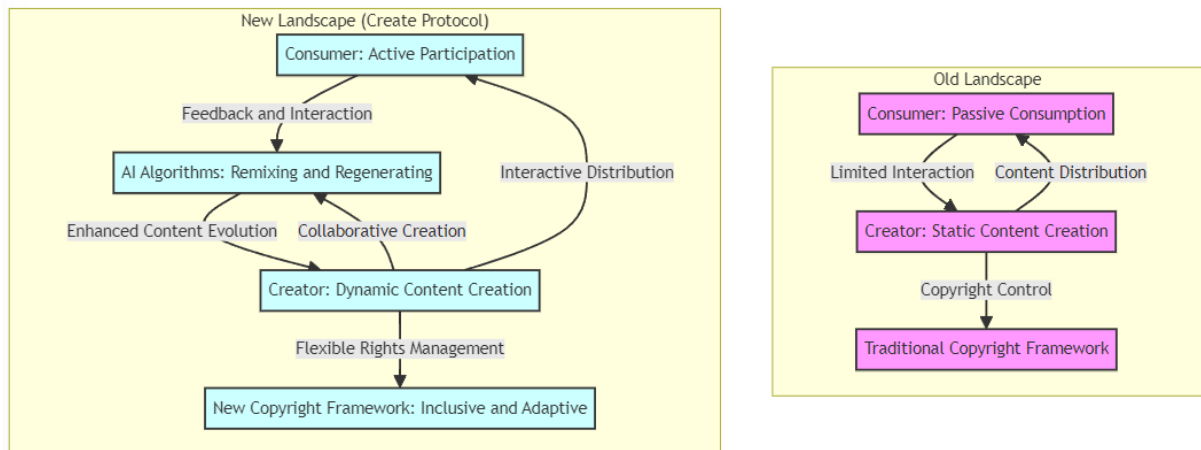 New Landscape (Create Protocol)
Consumer: Active Participation
Feedback and Interaction
AI Algorithms: Remixing and Regenerating
Interactive Distribution
Enhanced Content Evolution
Collaborative Creation
Creator: Dynamic Content Creation
Flexible Rights Management
New Copyright Framework: Inclusive and Adaptive
Old Landscape
Consumer: Passive Consumption
Limited Interaction
Content Distribution
Creator: Static Content Creation
Copyright Control
Traditional Copyright Framework